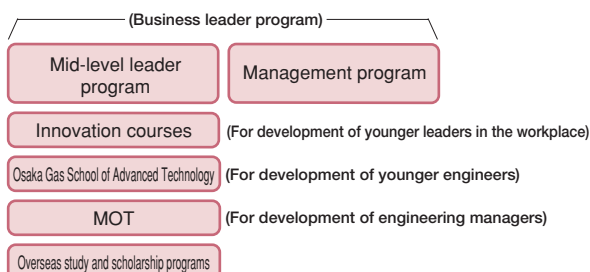 (Business leader program)
Mid-level leader
program
Management program
Innovation courses
(For development of younger leaders in the workplace)
Osaka Gas School of Advanced Technology
(For development of younger engineers)
MOT
(For development of engineering managers)
Overseas study and scholarship programs